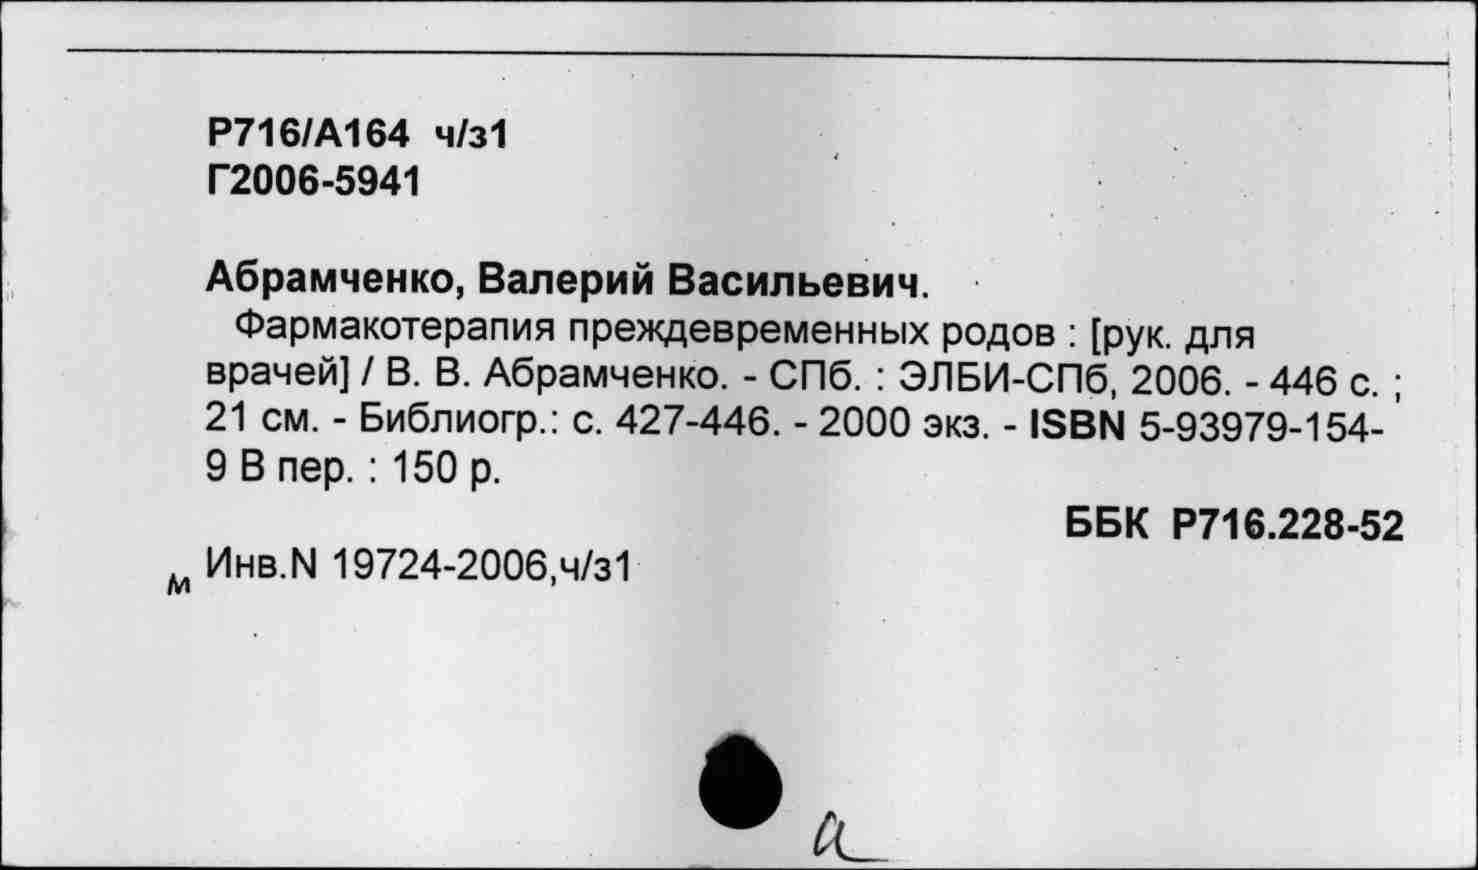 Р716/А164 ч/з1
Г2006-5941
Абрамченко, Валерий Васильевич.
Фармакотерапия преждевременных родов : [рук. для
врачей] / В. В. Абрамченко. - СПб. : ЭЛБИ-СПб, 2006. - 446 с. ;
21 см. - Библиогр.: с. 427-446. - 2000 экз. - ISBN 5-93979-154-
9 В пер. : 150 р.
ББК Р716.228-52
м Инв.N 19724-2006,ч/з1
а